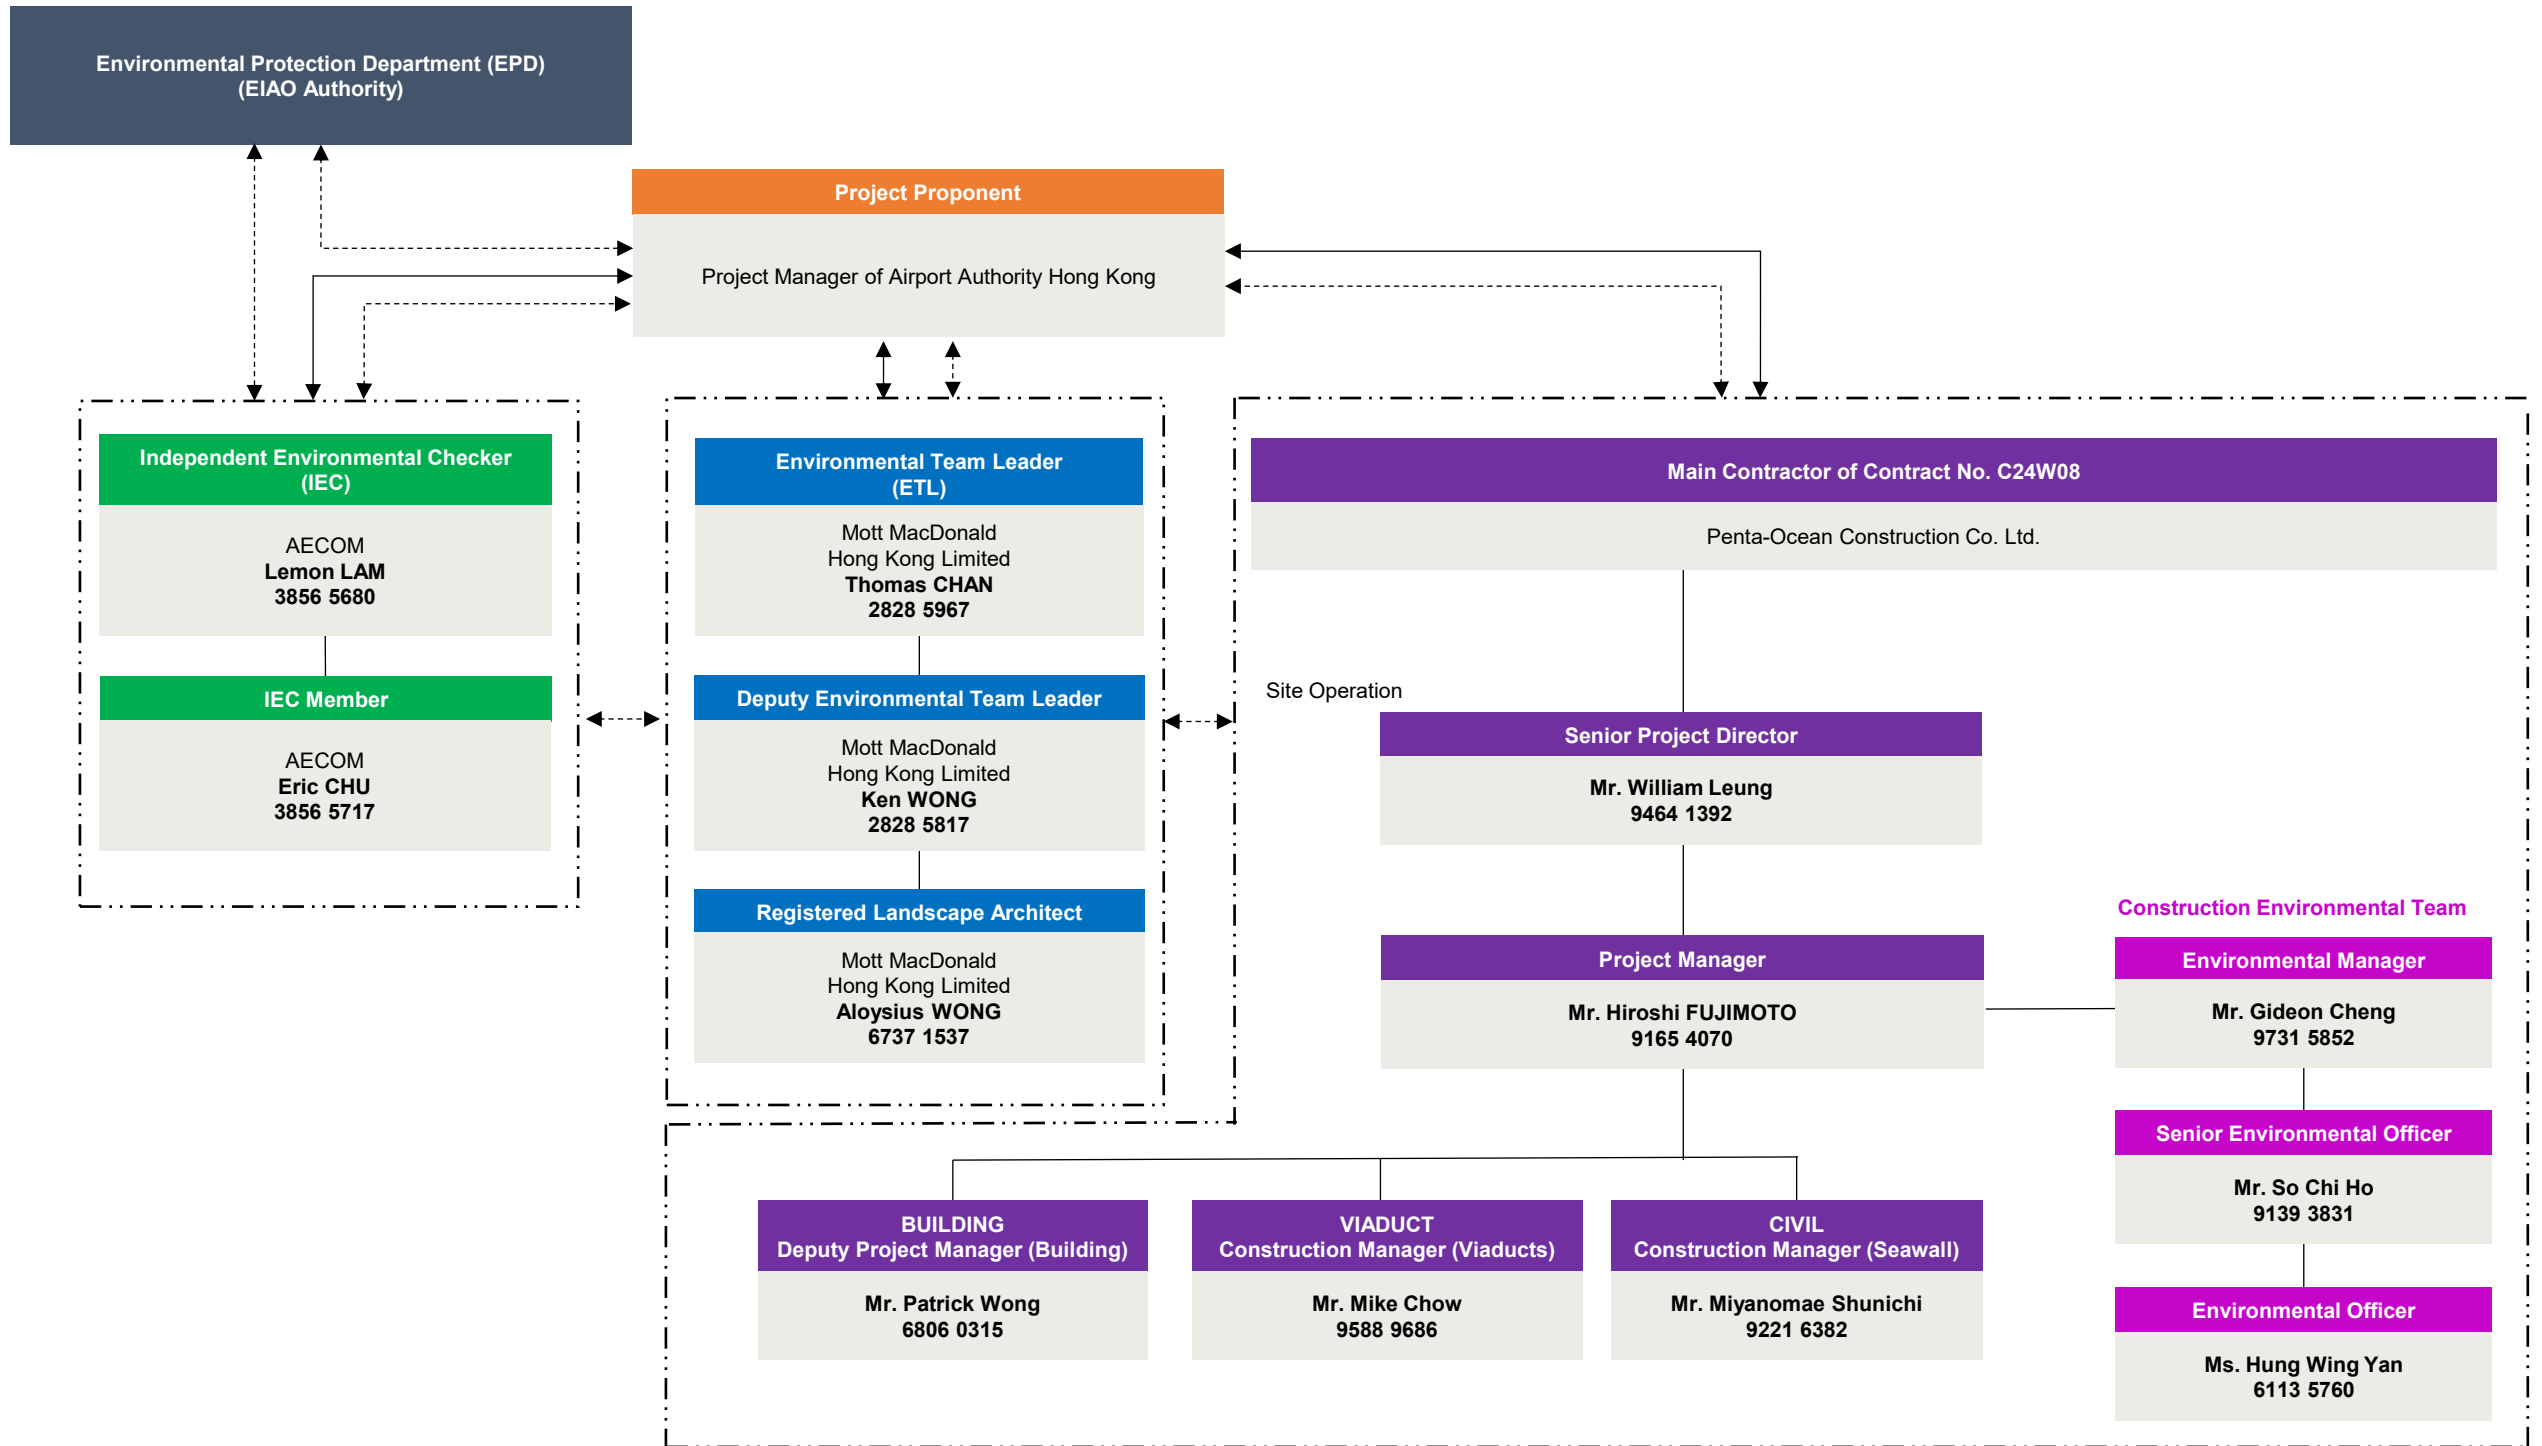 Environmental Protection Department (EPD)
(EIAO Authority)
Project Proponent
Project Manager of Airport Authority Hong Kong
Independent Environmental Checker
(IEC)
AECOM
Lemon LAM
3856 5680
IEC Member
AECOM
Eric CHU
3856 5717
Environmental Team Leader
(ETL)
Mott MacDonald
Hong Kong Limited
Thomas CHAN
2828 5967
Deputy Environmental Team Leader
Mott MacDonald
Hong Kong Limited
Ken WONG
2828 5817
Registered Landscape Architect
Mott MacDonald
Hong Kong Limited
Aloysius WONG
6737 1537
Main Contractor of Contract No. C24W08
Penta-Ocean Construction Co. Ltd.
Site Operation
Senior Project Director
Mr. William Leung
9464 1392
Project Manager
Mr. Hiroshi FUJIMOTO
9165 4070
Construction Environmental Team
Environmental Manager
Mr. Gideon Cheng
9731 5852
Senior Environmental Officer
Mr. So Chi Ho
9139 3831
Environmental Officer
Ms. Hung Wing Yan
6113 5760
BUILDING
Deputy Project Manager (Building)
Mr. Patrick Wong
6806 0315
VIADUCT
Construction Manager (Viaducts)
Mr. Mike Chow
9588 9686
CIVIL
Construction Manager (Seawall)
Mr. Miyanomae Shunichi
9221 6382